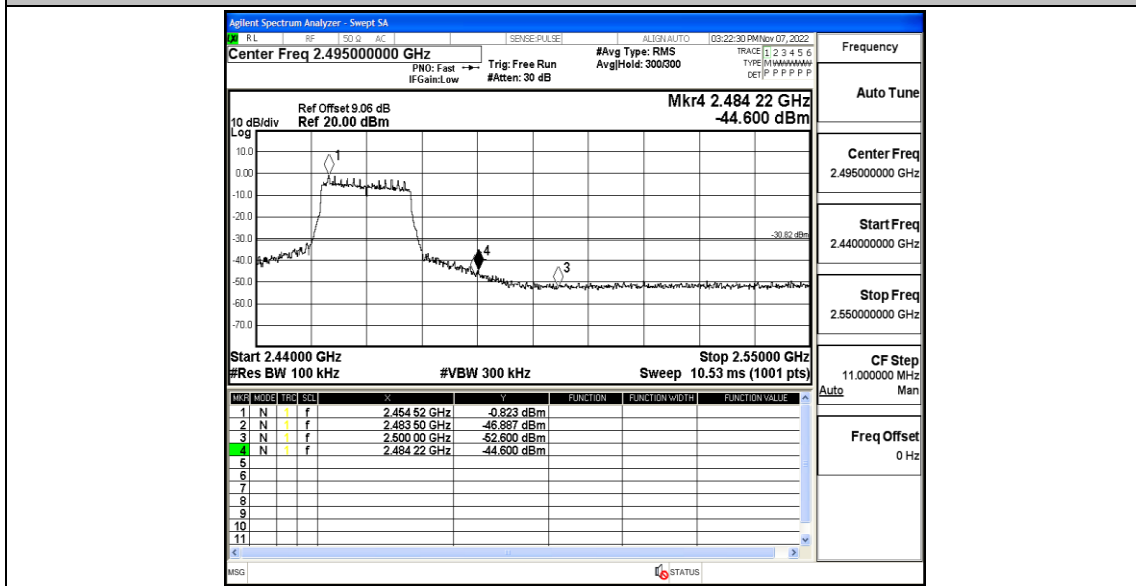 Agilent Spectrum Analyzer - Swept SA
RL RF 50 Ω AC SENSE:PULSE ALIGN AUTO 03:22:30 PM Nov 07, 2022
Center Freq 2.495000000 GHz
PNO: Fast
IFGain:Low
Trig: Free Run
#Atten: 30 dB
#Avg Type: RMS
Avg|Hold: 300/300
TRACE 1 2 3 4 5 6
TYPE M
DET P P P P P P
Ref Offset 9.06 dB
10 dB/div Ref 20.00 dBm
Log
Mkr4 2.484 22 GHz
-44.600 dBm
10.0
0.00
-10.0
-20.0
-30.0
-40.0
-50.0
-60.0
-70.0
1
4
3
-30.82 dBm
Start 2.44000 GHz Stop 2.55000 GHz
#Res BW 100 kHz #VBW 300 kHz Sweep 10.53 ms (1001 pts)
MKR MODE TRC SCL X Y FUNCTION FUNCTION WIDTH FUNCTION VALUE
1 N 1 f 2.454 52 GHz -0.823 dBm
2 N 1 f 2.483 50 GHz -46.887 dBm
3 N 1 f 2.500 00 GHz -52.600 dBm
4 N 1 f 2.484 22 GHz -44.600 dBm
5
6
7
8
9
10
11
MSG STATUS
Frequency
Auto Tune
Center Freq
2.495000000 GHz
Start Freq
2.440000000 GHz
Stop Freq
2.550000000 GHz
CF Step
11.000000 MHz
Auto Man
Freq Offset
0 Hz